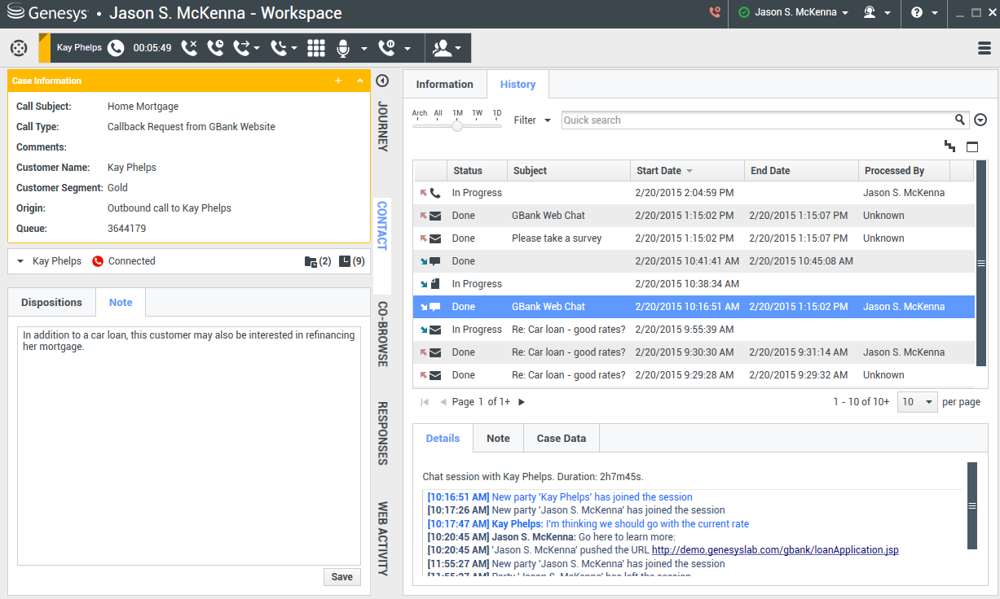 Genesys • Jason S. McKenna - Workspace
Jason S. McKenna
?
Kay Phelps 00:05:49
Case Information
Call Subject: Home Mortgage
Call Type: Callback Request from GBank Website
Comments:
Customer Name: Kay Phelps
Customer Segment: Gold
Origin: Outbound call to Kay Phelps
Queue: 3644179
Kay Phelps Connected (2) (9)
Dispositions Note
In addition to a car loan, this customer may also be interested in refinancing
her mortgage.
Save
JOURNEY
CONTACT
CO-BROWSE
RESPONSES
WEB ACTIVITY
Information History
Arch. All 1M 1W 1D
Filter Quick search
Status Subject Start Date End Date Processed By
In Progress 2/20/2015 2:04:59 PM Jason S. McKenna
Done GBank Web Chat 2/20/2015 1:15:02 PM 2/20/2015 1:15:07 PM Unknown
Done Please take a survey 2/20/2015 1:15:02 PM 2/20/2015 1:15:07 PM Unknown
Done 2/20/2015 10:41:41 AM 2/20/2015 10:45:08 AM
In Progress 2/20/2015 10:38:34 AM
Done GBank Web Chat 2/20/2015 10:16:51 AM 2/20/2015 1:15:02 PM Jason S. McKenna
In Progress Re: Car loan - good rates? 2/20/2015 9:55:39 AM
Done Re: Car loan - good rates? 2/20/2015 9:30:30 AM 2/20/2015 9:31:14 AM Jason S. McKenna
Done Re: Car loan - good rates? 2/20/2015 9:29:28 AM 2/20/2015 9:29:32 AM Unknown
Page 1 of 1+ 1 - 10 of 10+ 10 per page
Details Note Case Data
Chat session with Kay Phelps. Duration: 2h7m45s.
[10:16:51 AM] New party 'Kay Phelps' has joined the session
[10:17:26 AM] New party 'Jason S. McKenna' has joined the session
[10:17:47 AM] Kay Phelps: I'm thinking we should go with the current rate
[10:20:45 AM] Jason S. McKenna: Go here to learn more:
[10:20:45 AM] 'Jason S. McKenna' pushed the URL http://demo.genesyslab.com/gbank/loanApplication.jsp
[11:55:27 AM] New party 'Jason S. McKenna' has joined the session
[11:55:27 AM] Party 'Jason S. McKenna' has left the session